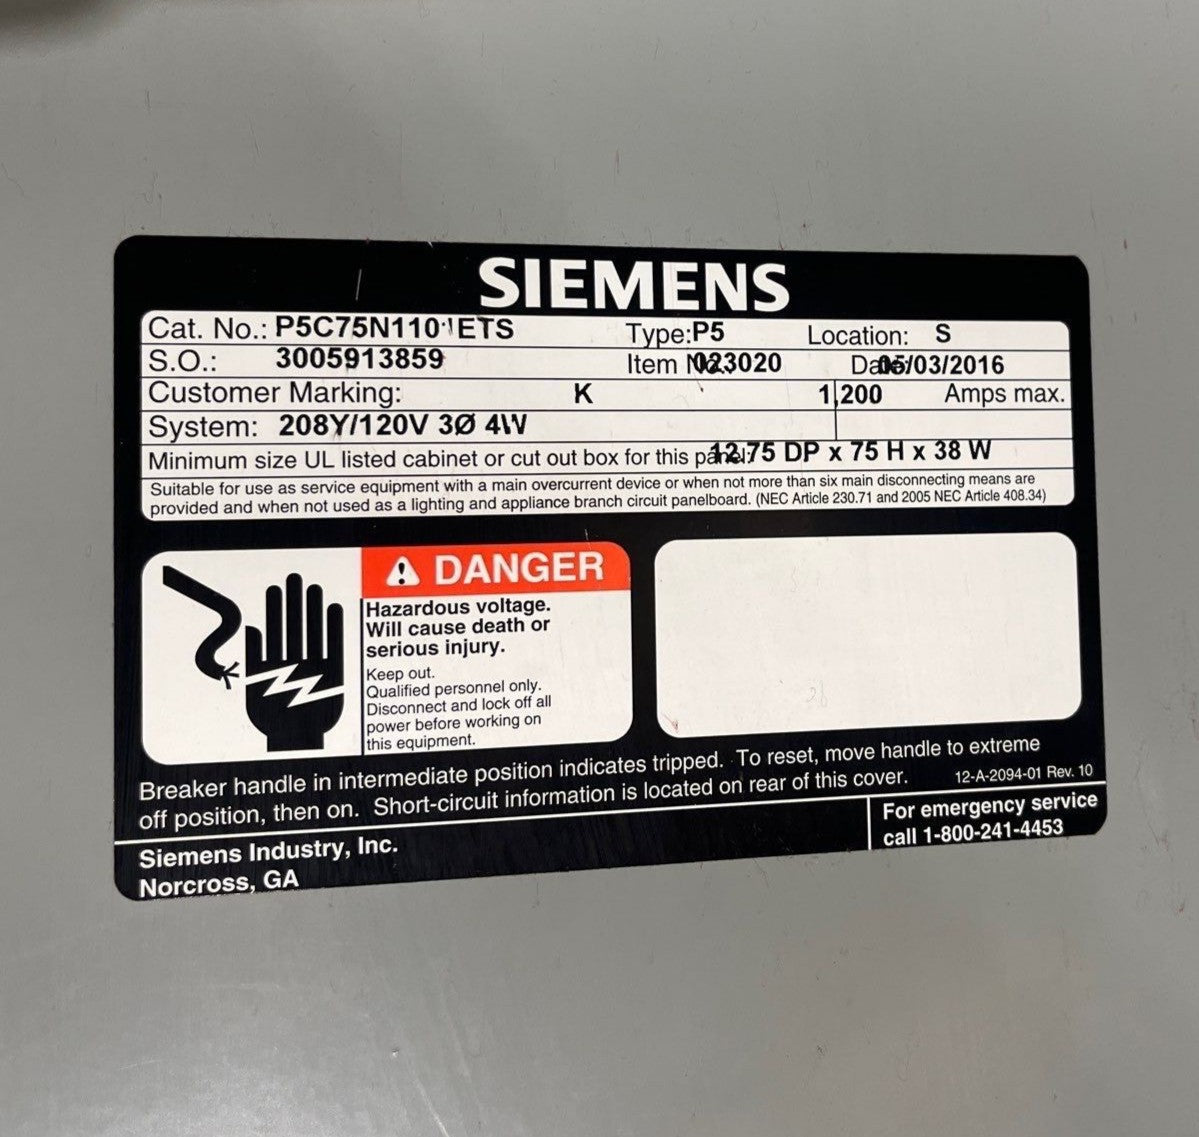 SIEMENS
Cat. No.: Type:P5 Location: S
S.O.: 3005913859 Item No. 023020 Date 05/03/2016
Customer Marking: K 1,200 Amps max.
System: 208Y/120V 3Ø 4W
Minimum size UL listed cabinet or cut out box for this panel: 12.75 DP x 75 H x 38 W
Suitable for use as service equipment with a main overcurrent device or when not more than six main disconnecting means are
provided and when not used as a lighting and appliance branch circuit panelboard. (NEC Article 230.71 and 2005 NEC Article 408.34)
DANGER
Hazardous voltage.
Will cause death or
serious injury.
Keep out.
Qualified personnel only.
Disconnect and lock off all
power before working on
this equipment.
Breaker handle in intermediate position indicates tripped. To reset, move handle to extreme
off position, then on. Short-circuit information is located on rear of this cover. 12-A-2094-01 Rev. 10
Siemens Industry, Inc.
Norcross, GA
For emergency service
call 1-800-241-4453